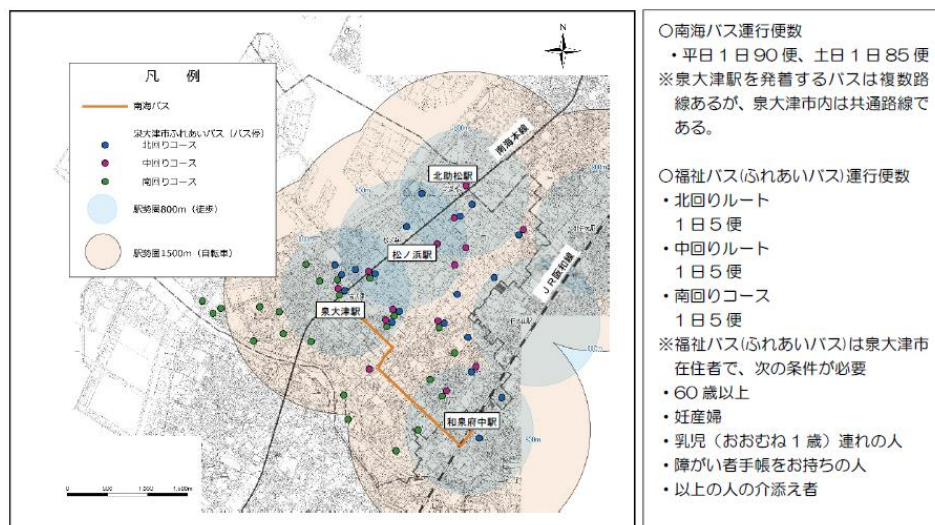 N
凡 例
南海バス
泉大津市ふれあいバス (バス停)
北回りコース
中回りコース
南回りコース
駅勢圏800m (徒歩)
駅勢圏1500m (自転車)
南海本線
北助松駅
松ノ浜駅
JR阪和線
泉大津駅
和泉府中駅
800m
0 500 1,000 1,500m
〇南海バス運行便数
・平日1日90便、土日1日85便
※泉大津駅を発着するバスは複数路
線あるが、泉大津市内は共通路線で
ある。
〇福祉バス(ふれあいバス)運行便数
・北回りルート
1日5便
・中回りルート
1日5便
・南回りコース
1日5便
※福祉バス(ふれあいバス)は泉大津市
在住者で、次の条件が必要
・60歳以上
・妊産婦
・乳児(おおむね1歳)連れの人
・障がい者手帳をお持ちの人
・以上の人の介添え者